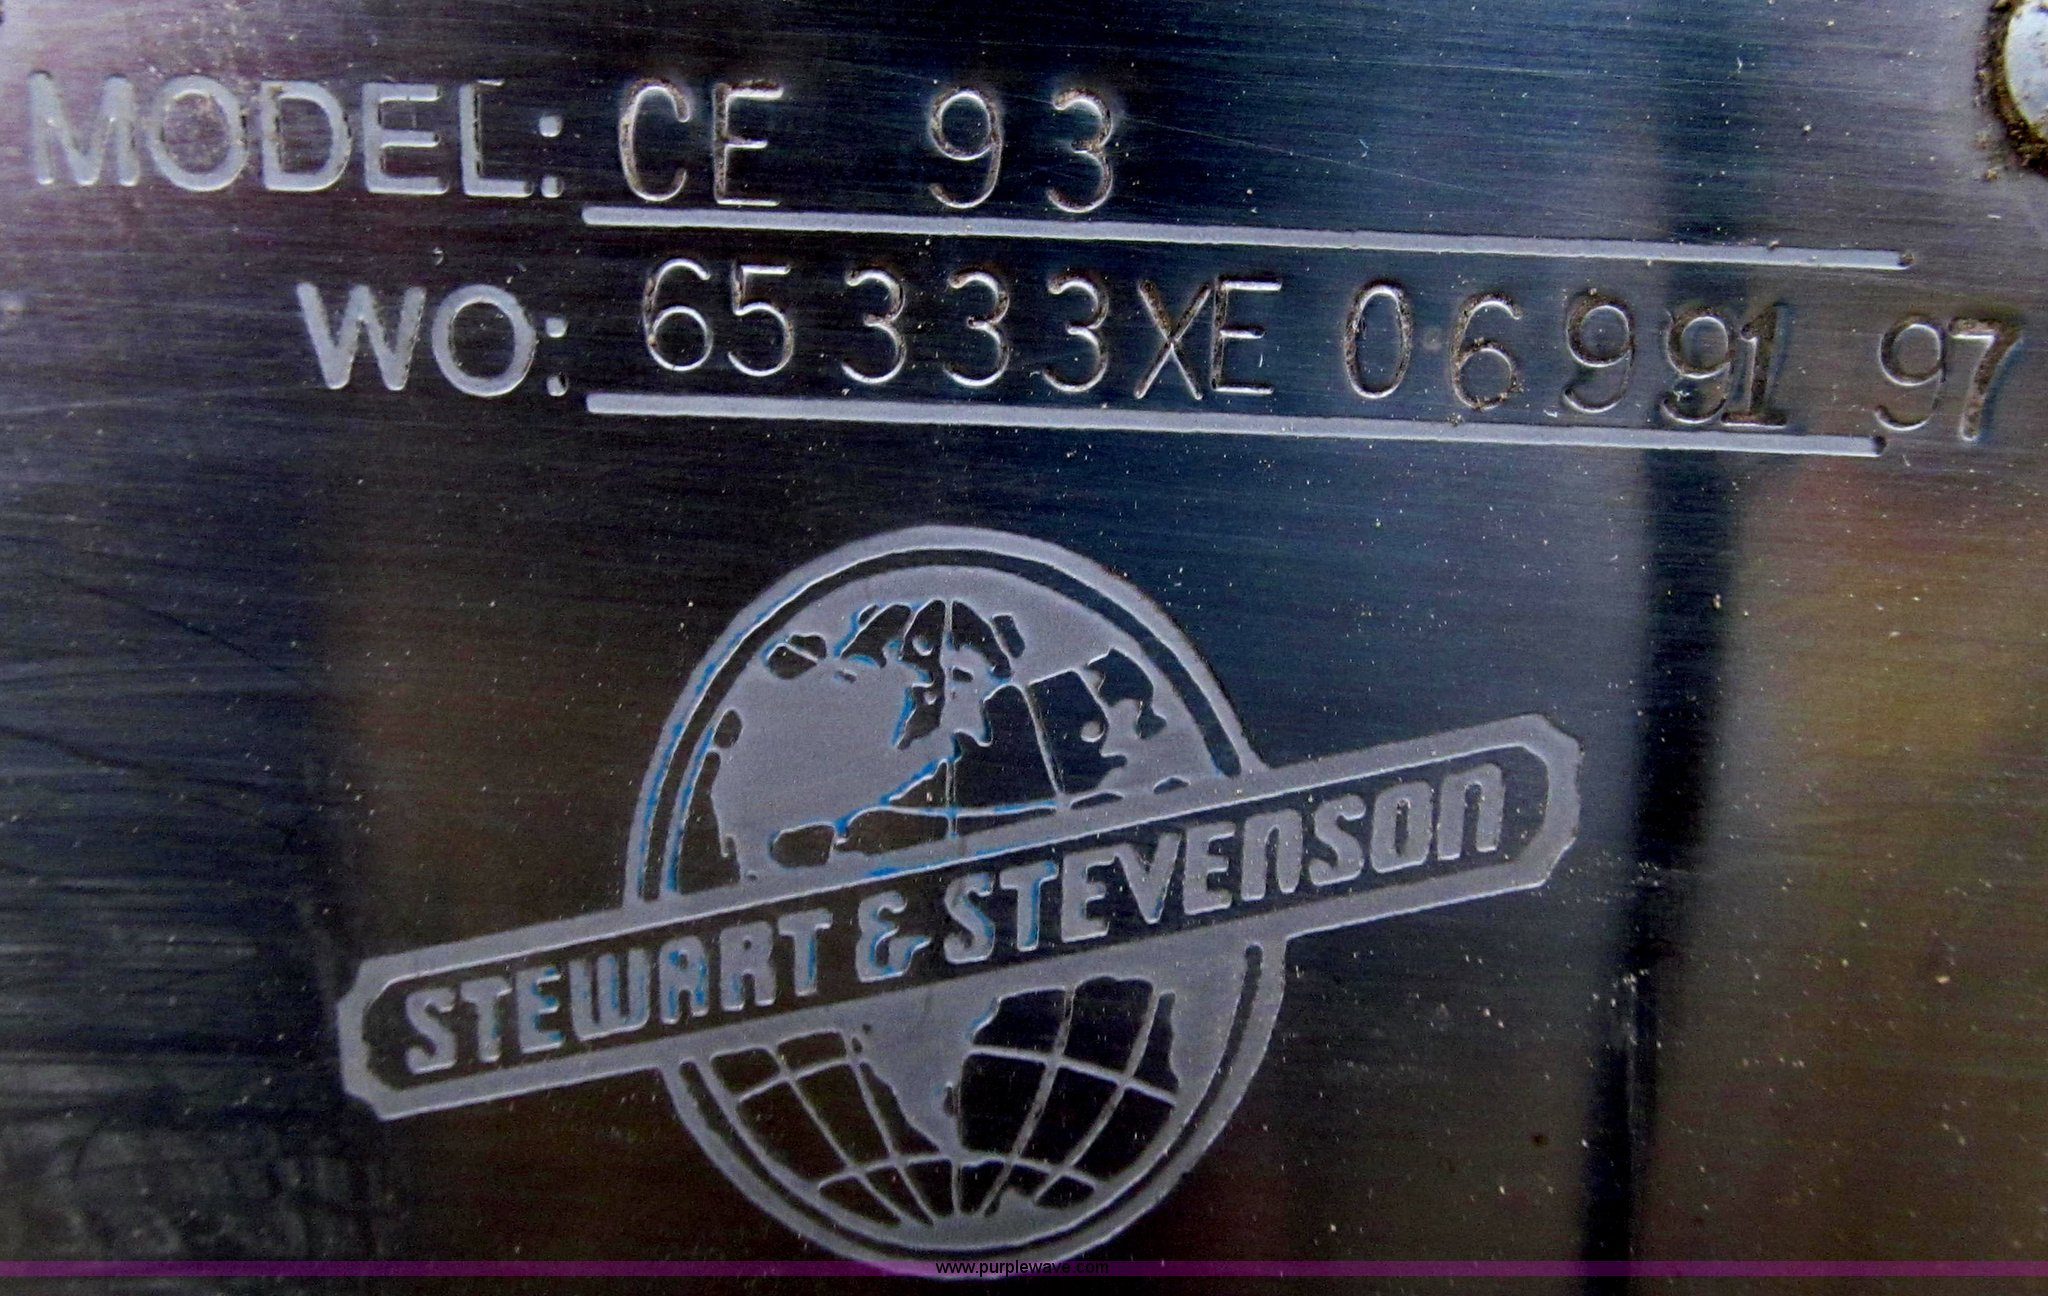 MODEL: CE 93
WO: 65333XE 06991 97
STEWART & STEVENSON
www.purplewave.com